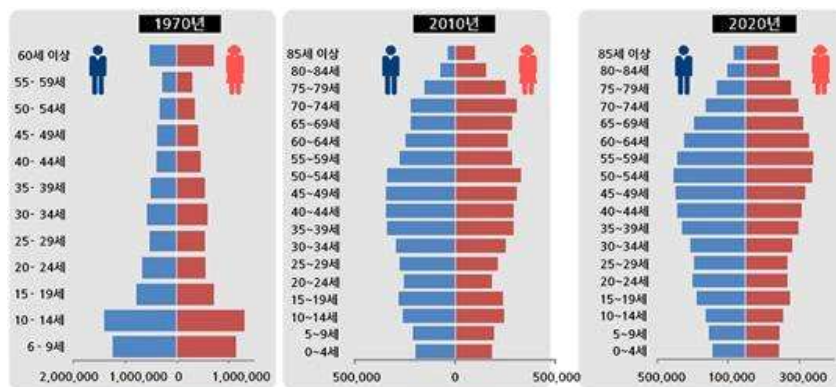 1970년
60세 이상
55- 59세
50- 54세
45- 49세
40- 44세
35- 39세
30- 34세
25- 29세
20- 24세
15- 19세
10- 14세
6 - 9세
2,000,000 1,000,000 0 1,000,000
2010년
85세 이상
80~84세
75~79세
70~74세
65~69세
60~64세
55~59세
50~54세
45~49세
40~44세
35~39세
30~34세
25~29세
20~24세
15~19세
10~14세
5~9세
0~4세
500,000 0 500,000
2020년
85세 이상
80~84세
75~79세
70~74세
65~69세
60~64세
55~59세
50~54세
45~49세
40~44세
35~39세
30~34세
25~29세
20~24세
15~19세
10~14세
5~9세
0~4세
500,000 100,000 300,000